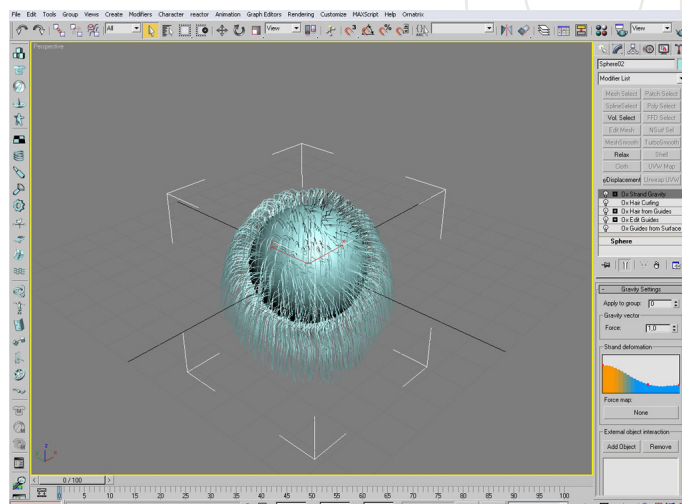 File Edit Tools Group Views Create Modifiers Character reactor Animation Graph Editors Rendering Customize MAXScript Help Ornatrix
All
View
View
Perspective
Sphere02
Modifier List
Mesh Select Patch Select
SplineSelect Poly Select
Vol. Select FFD Select
Edit Mesh NSurf Sel
MeshSmooth TurboSmooth
Relax Shell
Cloth UVW Map
pDisplacement Unwrap UVW
Ox Strand Gravity
Ox Hair Curling
Ox Hair from Guides
Ox Edit Guides
Ox Guides from Surface
Sphere
Gravity Settings
Apply to group: 0
Gravity vector
Force: 1,0
Strand deformation
Force map:
None
External object interaction
Add Object Remove
z
x
0 / 100
0 5 10 15 20 25 30 35 40 45 50 55 60 65 70 75 80 85 90 95 100